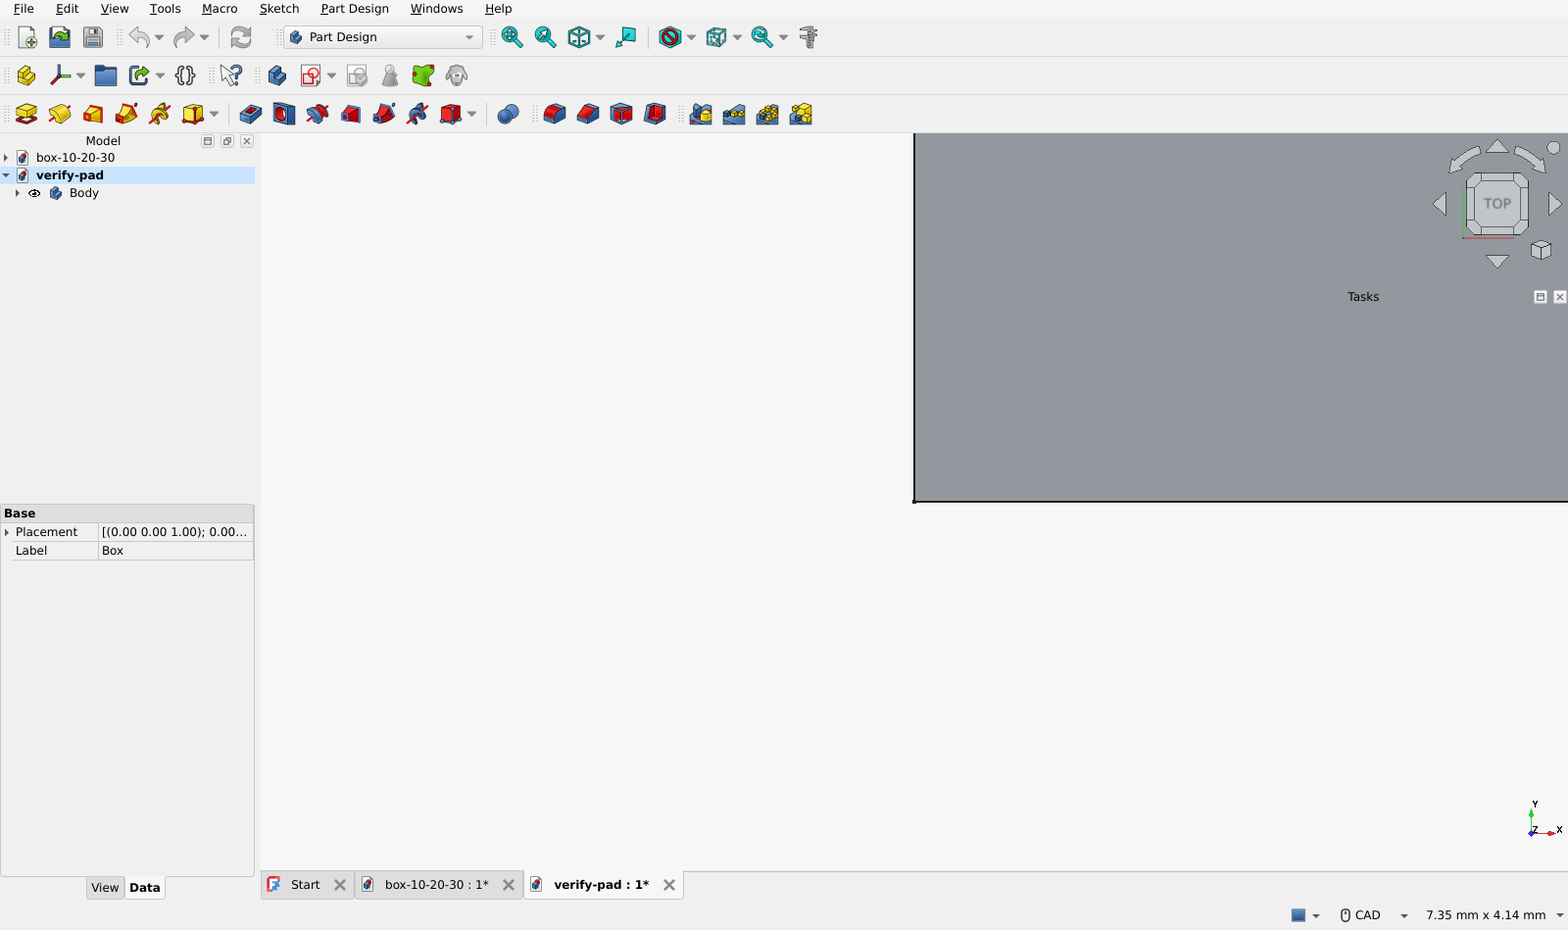 File Edit View Tools Macro Sketch Part Design Windows Help
Part Design
Model
box-10-20-30
verify-pad
Body
TOP
Tasks
Base
Placement [(0.00 0.00 1.00); 0.00...
Label Box
Y
Z X
View Data
Start box-10-20-30 : 1* verify-pad : 1*
CAD 7.35 mm x 4.14 mm